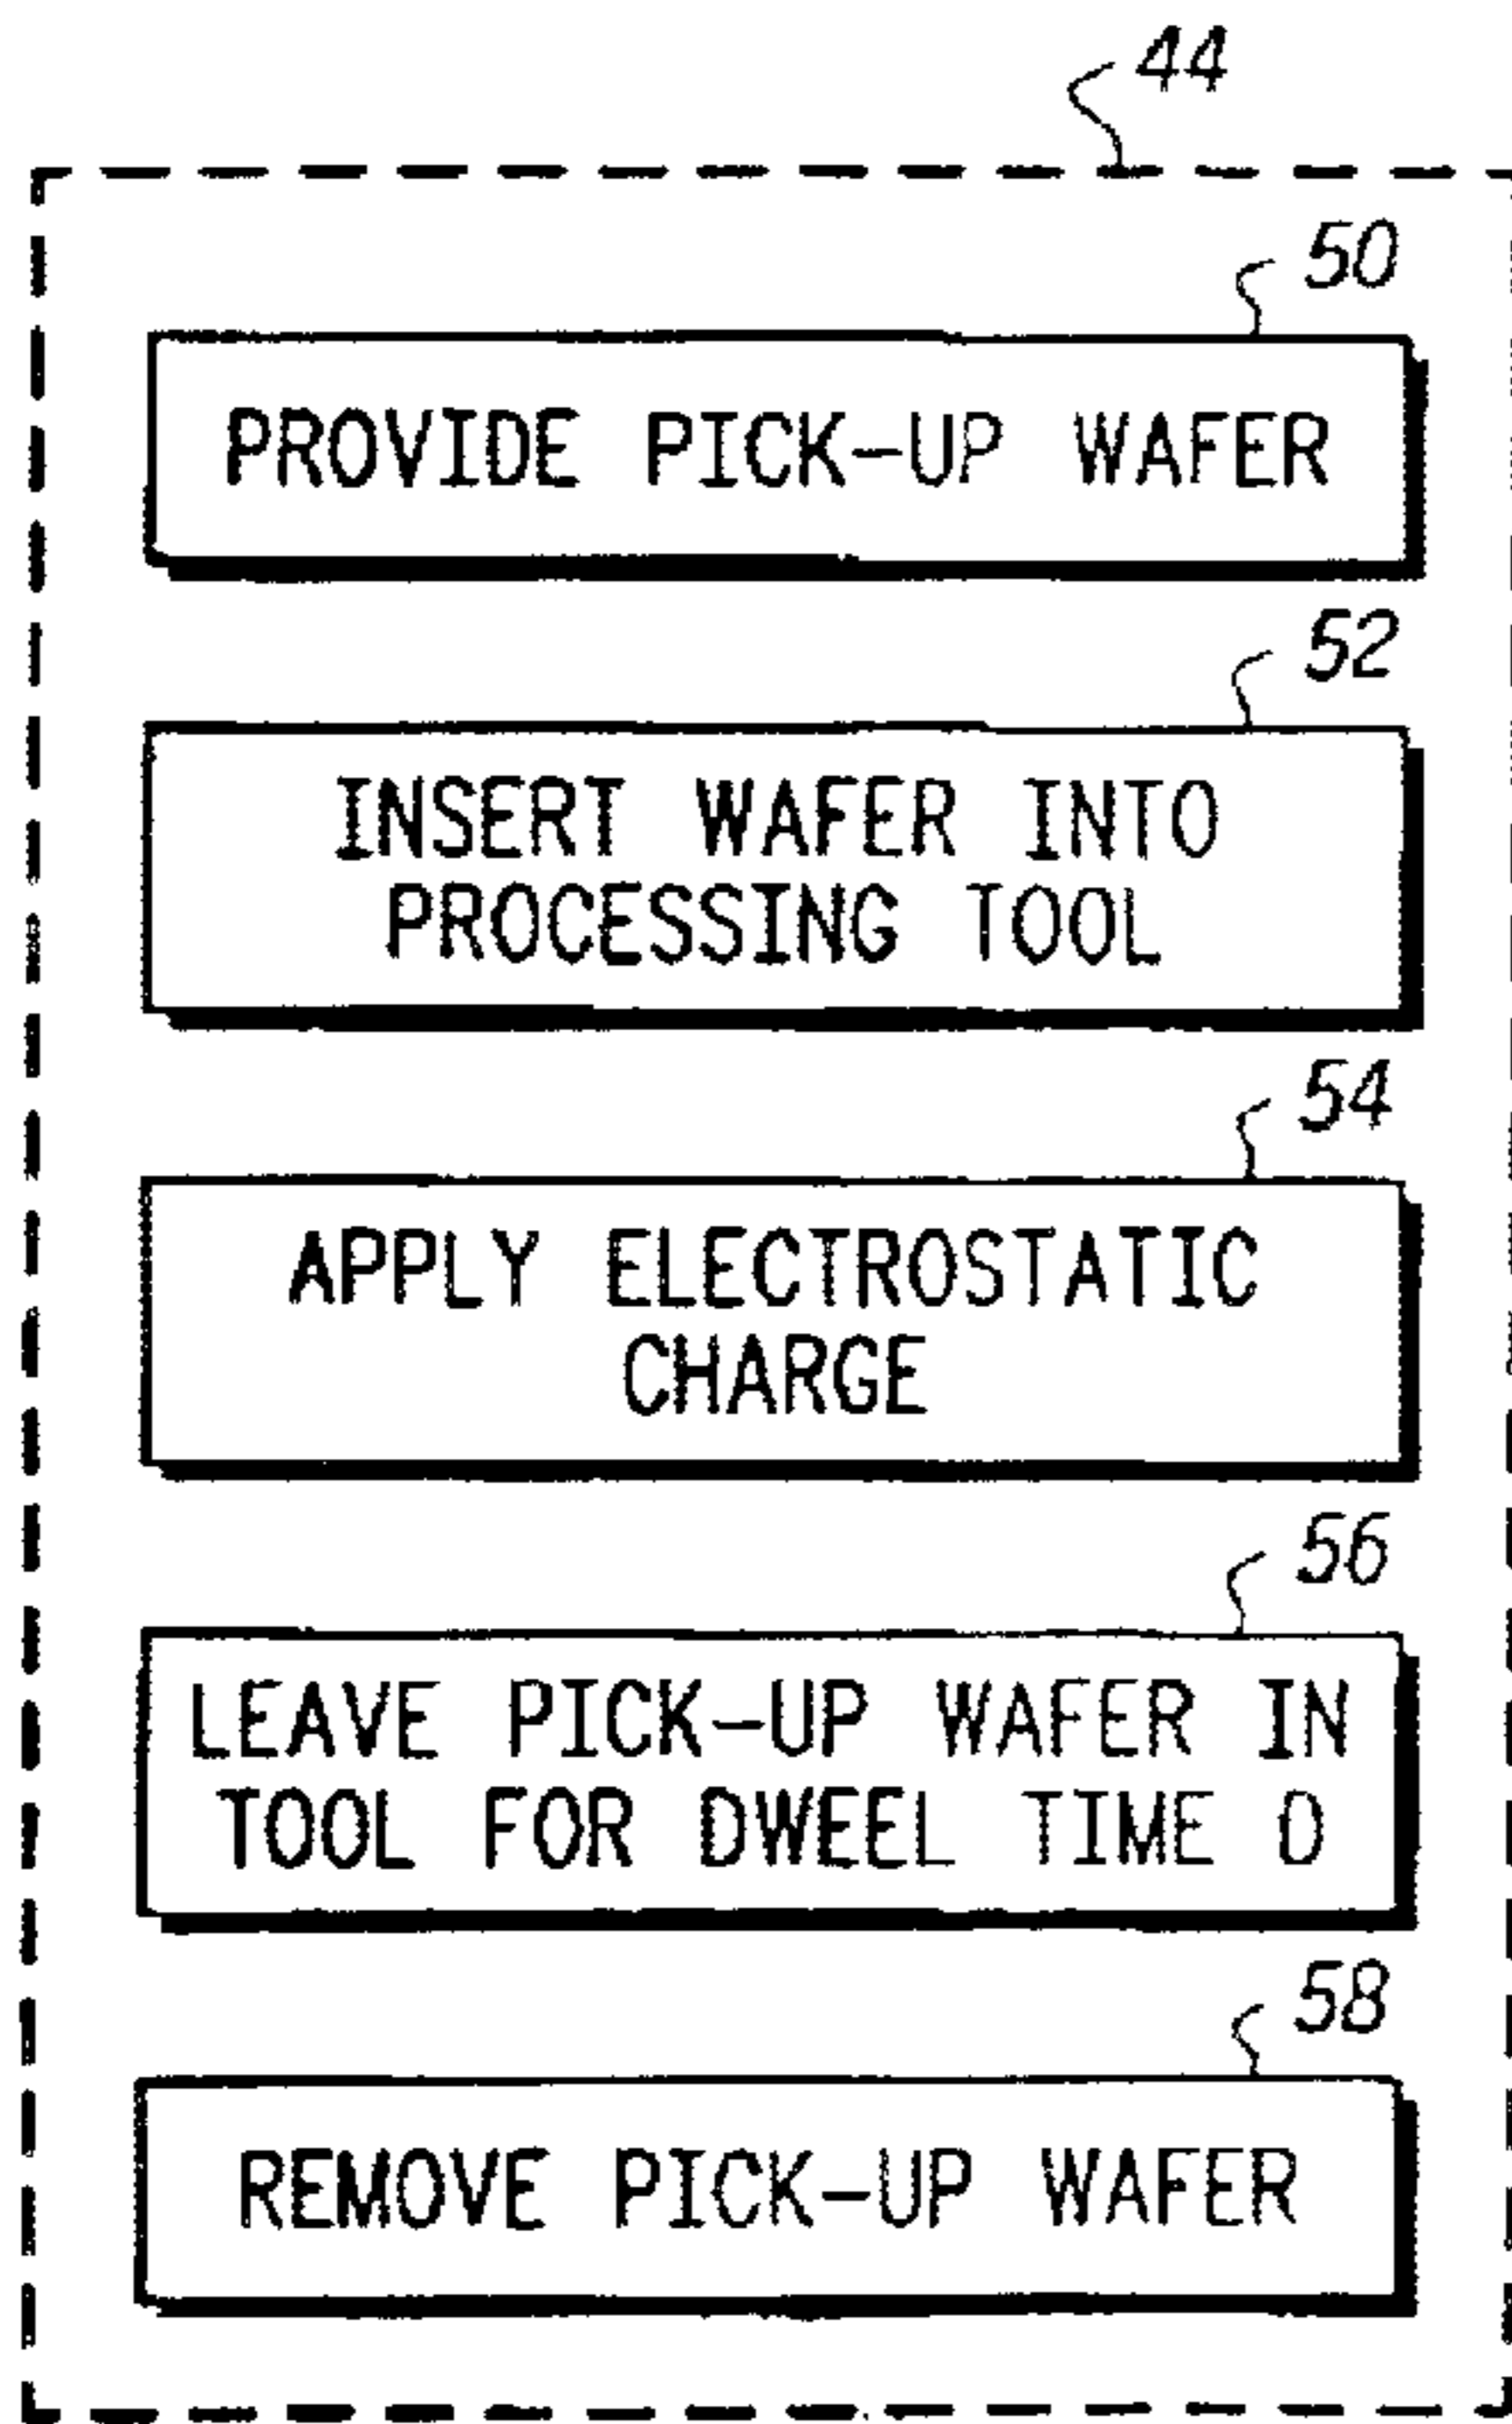 44
50
PROVIDE PICK-UP WAFER
52
INSERT WAFER INTO
PROCESSING TOOL
54
APPLY ELECTROSTATIC
CHARGE
56
LEAVE PICK-UP WAFER IN
TOOL FOR DWEEL TIME D
58
REMOVE PICK-UP WAFER